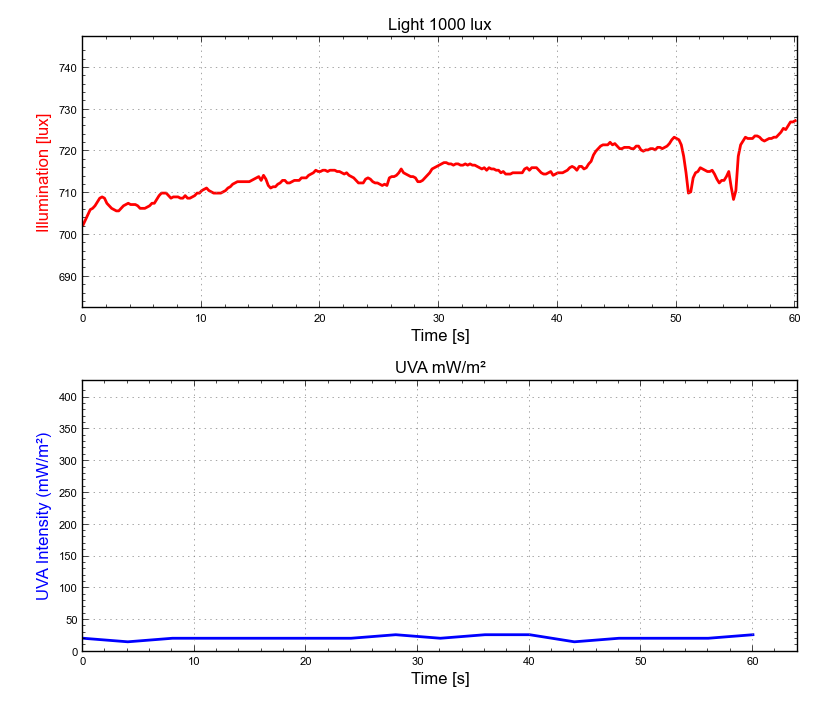 Light 1000 lux
Illumination [lux]
740
730
720
710
700
690
0 10 20 30 40 50 60
Time [s]
UVA mW/m²
UVA Intensity (mW/m²)
400
350
300
250
200
150
100
50
0
0 10 20 30 40 50 60
Time [s]